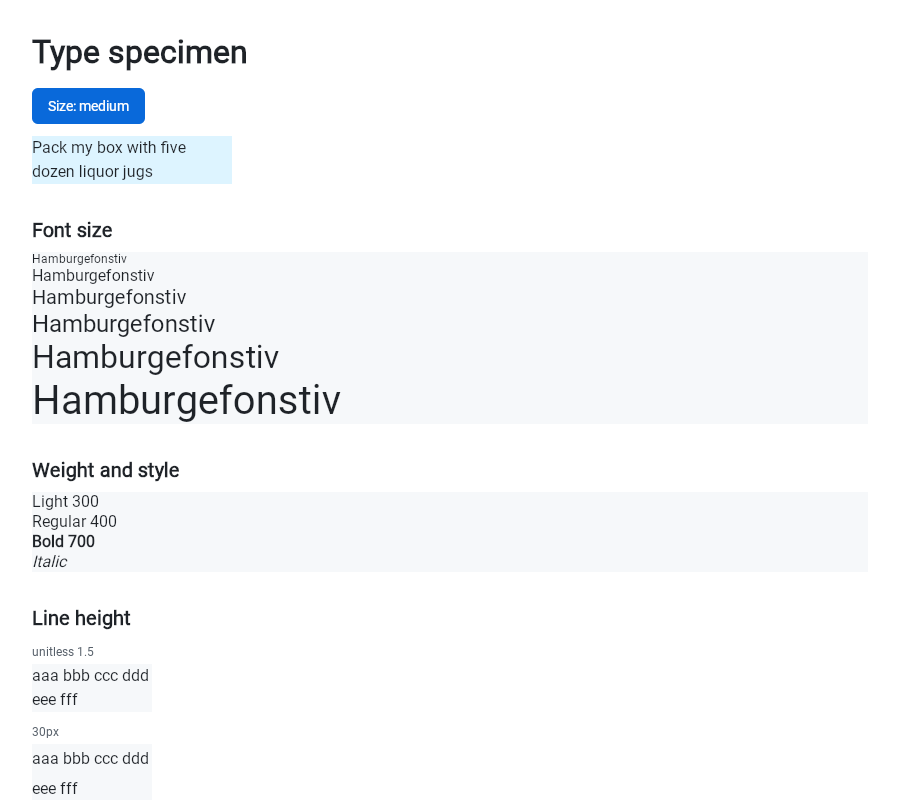 Type specimen
Size: medium
Pack my box with five
dozen liquor jugs
Font size
Hamburgefonstiv
Hamburgefonstiv
Hamburgefonstiv
Hamburgefonstiv
Hamburgefonstiv
Hamburgefonstiv
Weight and style
Light 300
Regular 400
Bold 700
Italic
Line height
unitless 1.5
aaa bbb ccc ddd
eee fff
30px
aaa bbb ccc ddd
eee fff